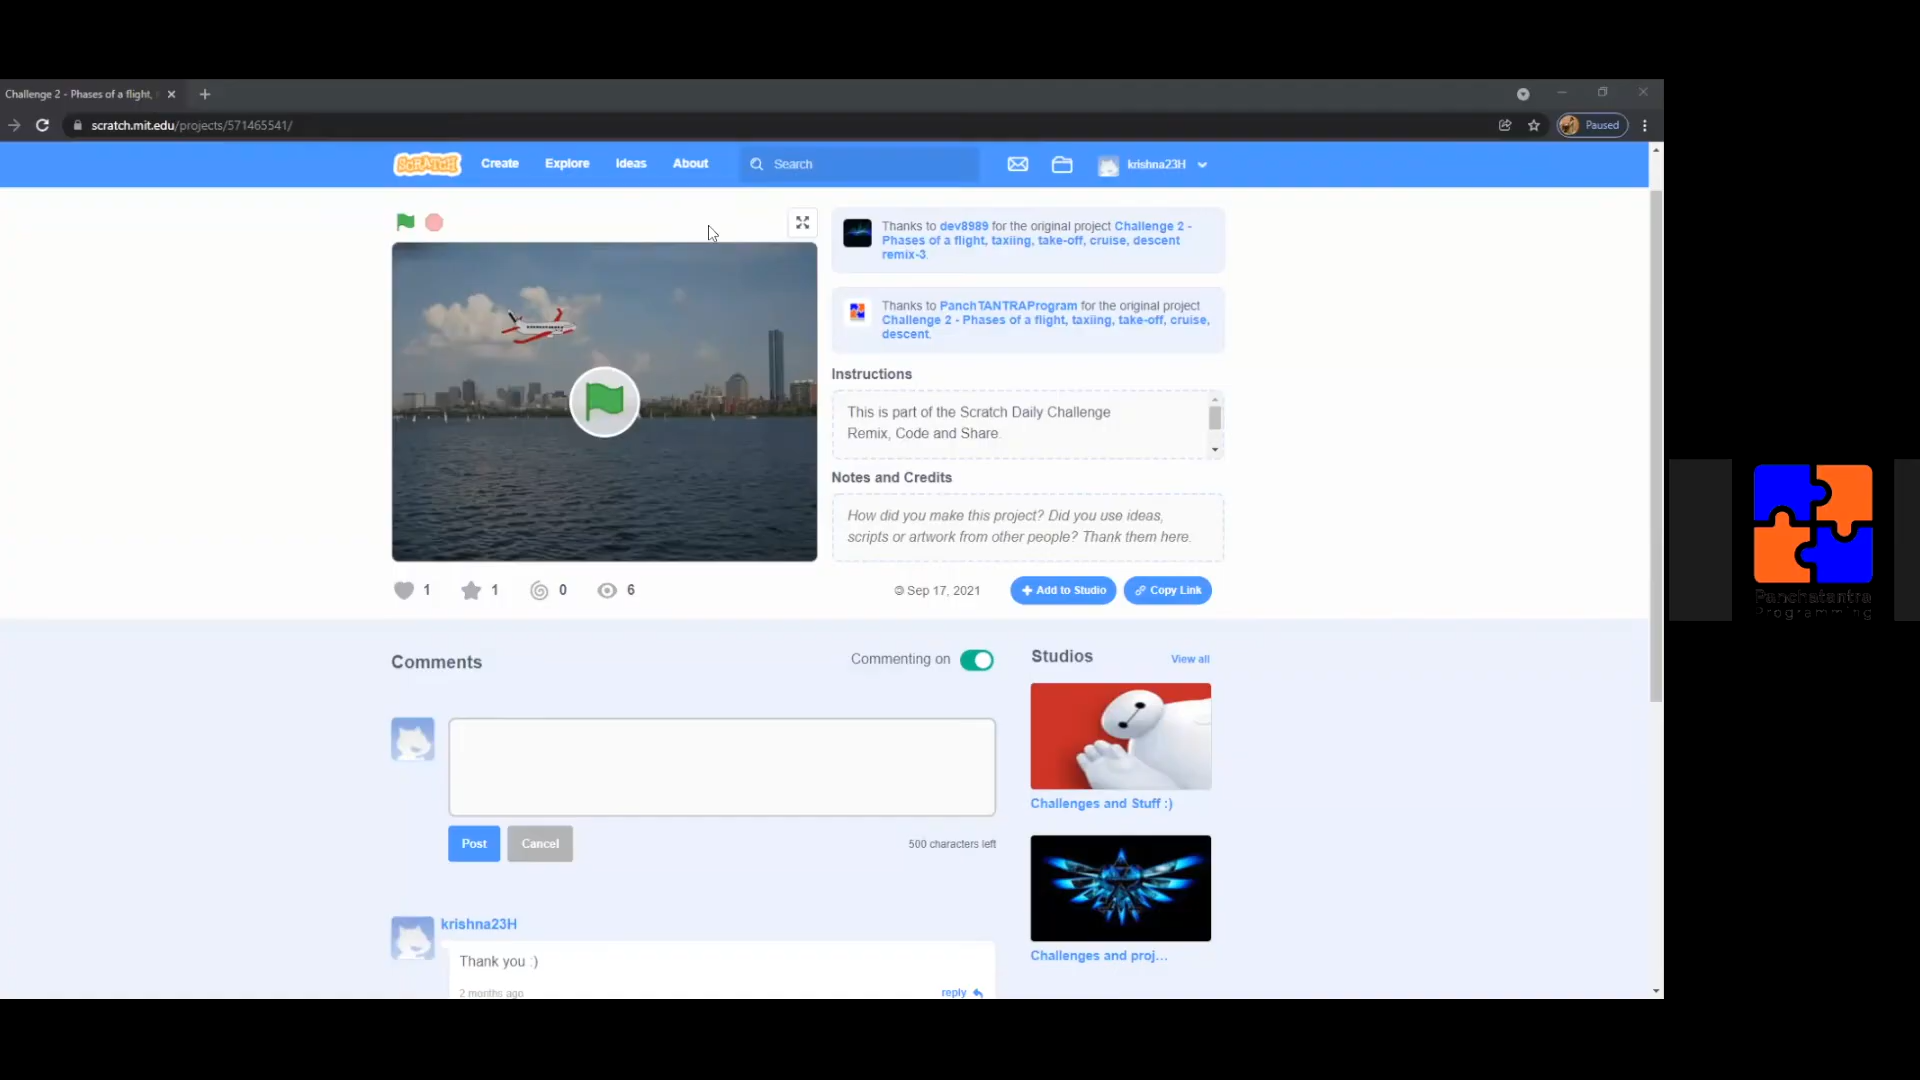 Challenge 2 - Phases of a flight,
scratch.mit.edu/projects/571465541/
Paused
SCRATCH
Create
Explore
Ideas
About
Search
krishna23H
Thanks to dev8989 for the original project Challenge 2 -
Phases of a flight, taxiing, take-off, cruise, descent
remix-3.
Thanks to PanchTANTRAProgram for the original project
Challenge 2 - Phases of a flight, taxiing, take-off, cruise,
descent.
Instructions
This is part of the Scratch Daily Challenge
Remix, Code and Share.
Notes and Credits
How did you make this project? Did you use ideas,
scripts or artwork from other people? Thank them here.
1
1
0
6
© Sep 17, 2021
Add to Studio
Copy Link
Comments
Commenting on
Studios
View all
Challenges and Stuff :)
Post
Cancel
500 characters left
Challenges and proj...
krishna23H
Thank you :)
2 months ago
reply
Panchatantra
Programming